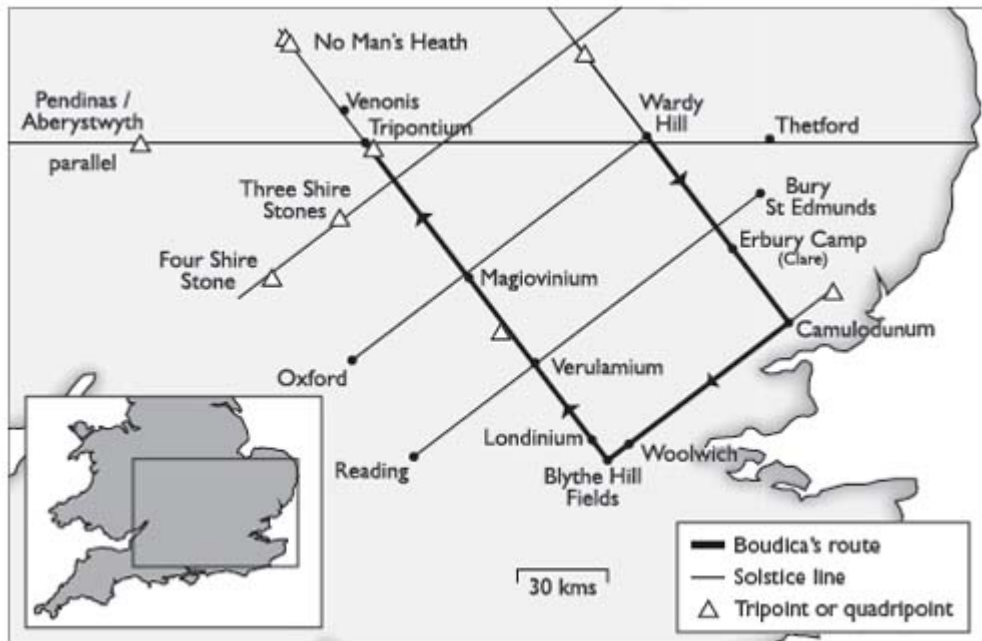 No Man's Heath
Pendinas /
Aberystwyth
parallel
Venonis
Tripontium
Wardy
Hill
Thetford
Three Shire
Stones
Bury
St Edmunds
Four Shire
Stone
Erbury Camp
(Clare)
Magiovinium
Camulodunum
Oxford
Verulamium
Londinium
Woolwich
Reading
Blythe Hill
Fields
30 kms
Boudica's route
Solstice line
Tripoint or quadripoint